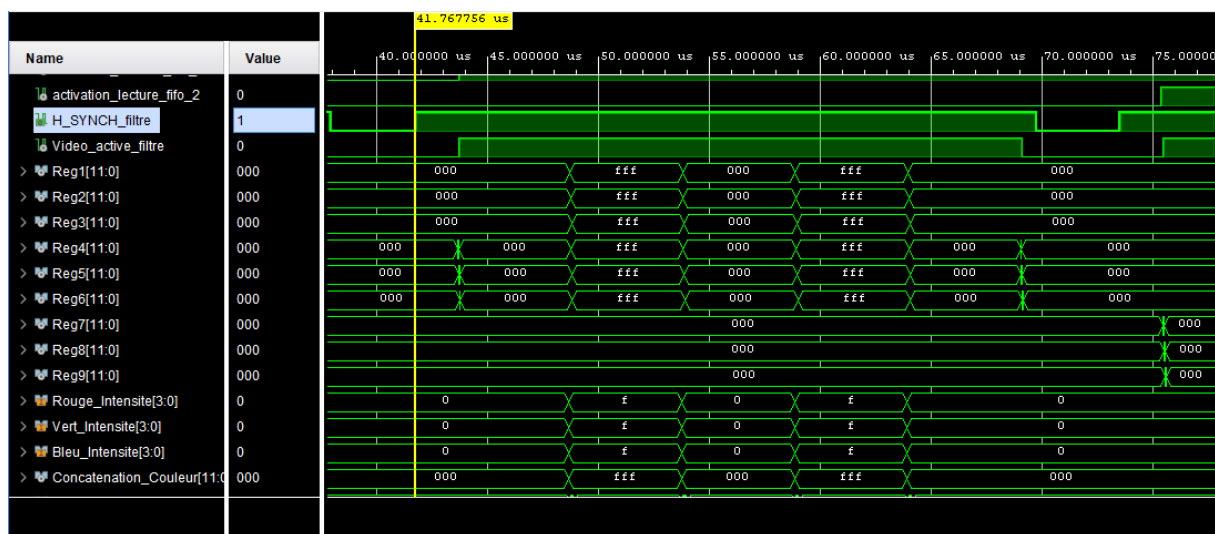 41.767756 us
Name Value 40.000000 us 45.000000 us 50.000000 us 55.000000 us 60.000000 us 65.000000 us 70.000000 us 75.00000
activation_lecture_fifo_2 0
H_SYNCH_filtre 1
Video_active_filtre 0
Reg1[11:0] 000 000 fff 000 fff 000
Reg2[11:0] 000 000 fff 000 fff 000
Reg3[11:0] 000 000 fff 000 fff 000
Reg4[11:0] 000 000 000 fff 000 fff 000 000
Reg5[11:0] 000 000 000 fff 000 fff 000 000
Reg6[11:0] 000 000 000 fff 000 fff 000 000
Reg7[11:0] 000 000 000
Reg8[11:0] 000 000 000
Reg9[11:0] 000 000 000
Rouge_Intensite[3:0] 0 0 f 0 f 0
Vert_Intensite[3:0] 0 0 f 0 f 0
Bleu_Intensite[3:0] 0 0 f 0 f 0
Concatenation_Couleur[11:0 000 000 fff 000 fff 000